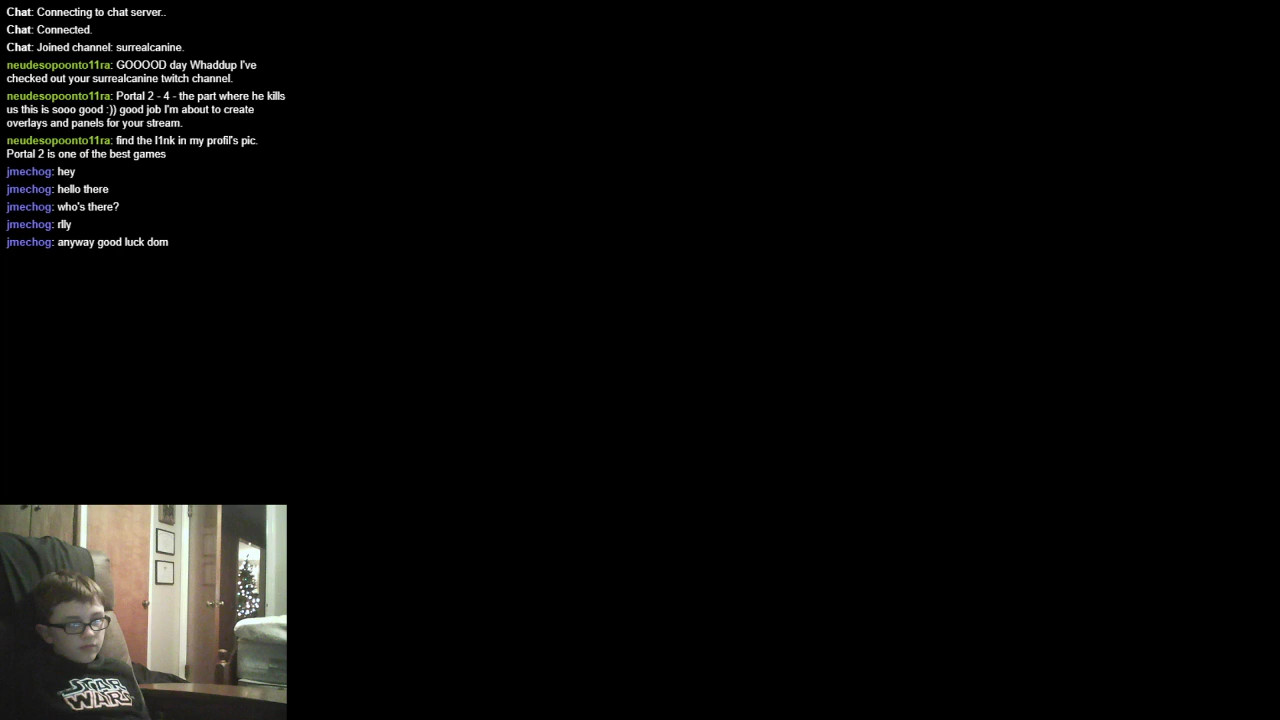 Chat: Connecting to chat server..
Chat: Connected.
Chat: Joined channel: surrealcanine.
neudesopoonto11ra: GOOOOD day Whaddup I've
checked out your surrealcanine twitch channel.
neudesopoonto11ra: Portal 2 - 4 - the part where he kills
us this is sooo good :)) good job I'm about to create
overlays and panels for your stream.
neudesopoonto11ra: find the l1nk in my profil's pic.
Portal 2 is one of the best games
jmechog: hey
jmechog: hello there
jmechog: who's there?
jmechog: rlly
jmechog: anyway good luck dom
STAR
WARS